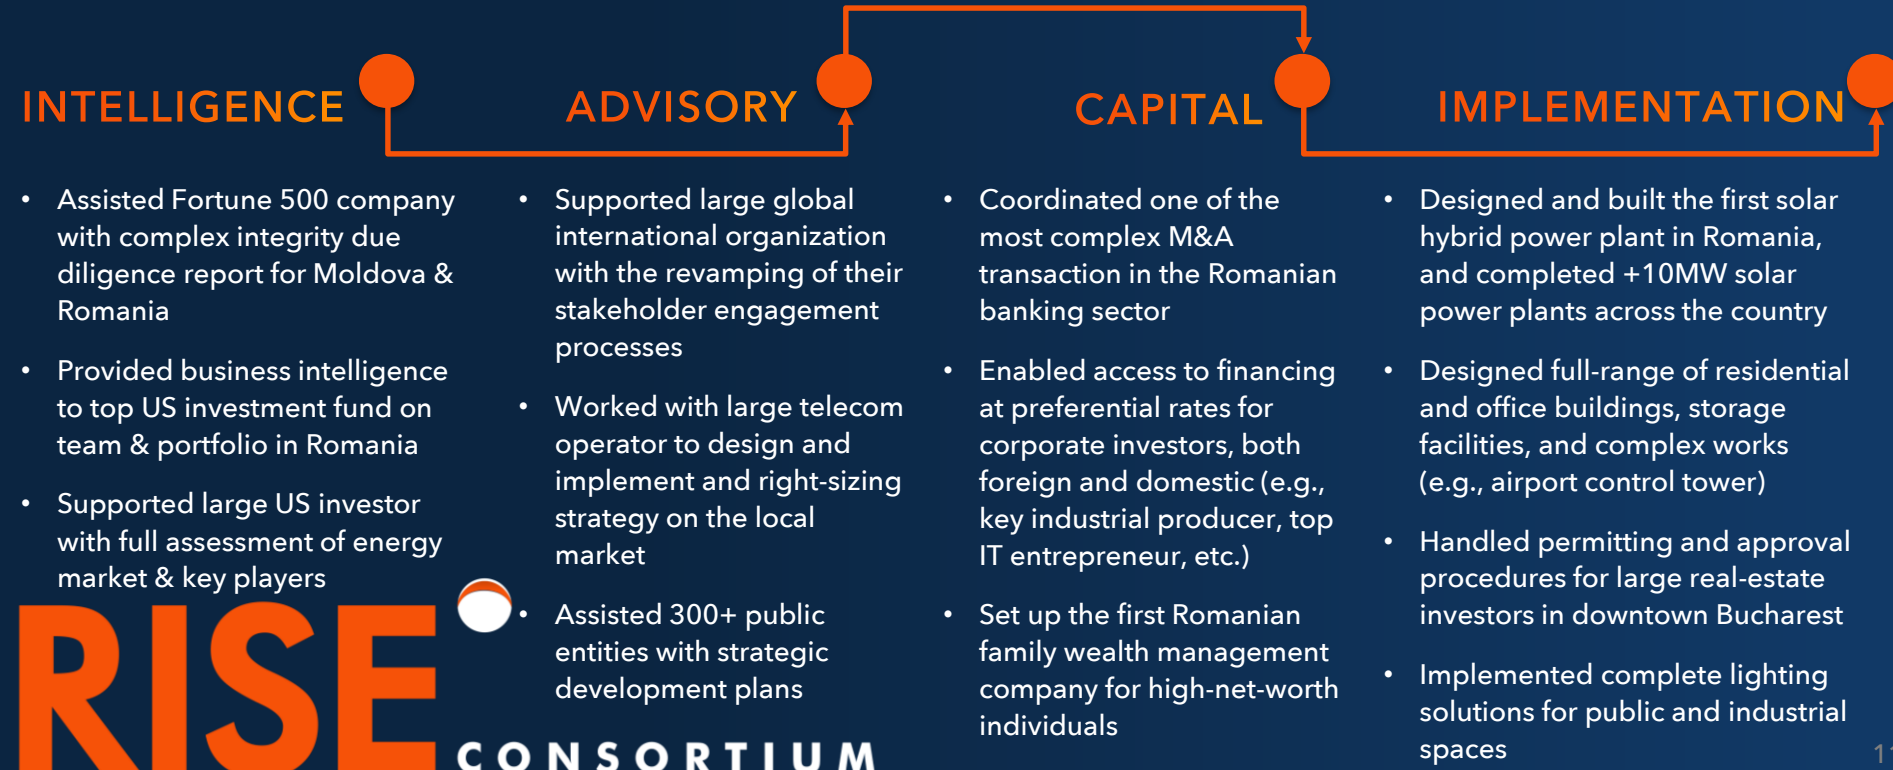 INTELLIGENCE
• Assisted Fortune 500 company
with complex integrity due
diligence report for Moldova &
Romania
• Provided business intelligence
to top US investment fund on
team & portfolio in Romania
• Supported large US investor
with full assessment of energy
market & key players
ADVISORY
• Supported large global
international organization
with the revamping of their
stakeholder engagement
processes
• Worked with large telecom
operator to design and
implement and right-sizing
strategy on the local
market
• Assisted 300+ public
entities with strategic
development plans
CAPITAL
• Coordinated one of the
most complex M&A
transaction in the Romanian
banking sector
• Enabled access to financing
at preferential rates for
corporate investors, both
foreign and domestic (e.g.,
key industrial producer, top
IT entrepreneur, etc.)
• Set up the first Romanian
family wealth management
company for high-net-worth
individuals
IMPLEMENTATION
• Designed and built the first solar
hybrid power plant in Romania,
and completed +10MW solar
power plants across the country
• Designed full-range of residential
and office buildings, storage
facilities, and complex works
(e.g., airport control tower)
• Handled permitting and approval
procedures for large real-estate
investors in downtown Bucharest
• Implemented complete lighting
solutions for public and industrial
spaces
RISE
CONSORTIUM